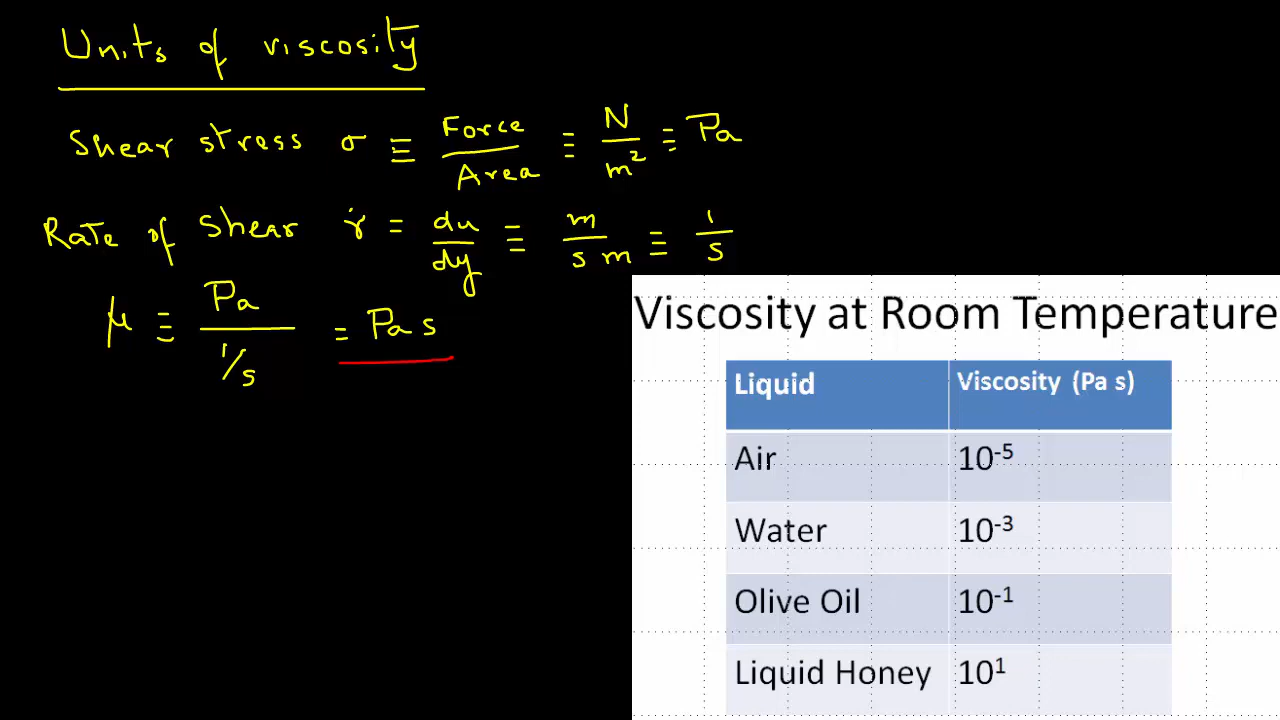 Units of viscosity
Shear stress σ ≡ Force/Area ≡ N/m² ≡ Pa
Rate of shear γ̇ = du/dy ≡ m/s m ≡ 1/s
μ ≡ Pa/1/s = Pa s
Viscosity at Room Temperature
Liquid Viscosity (Pa s)
Air 10⁻⁵
Water 10⁻³
Olive Oil 10⁻¹
Liquid Honey 10¹